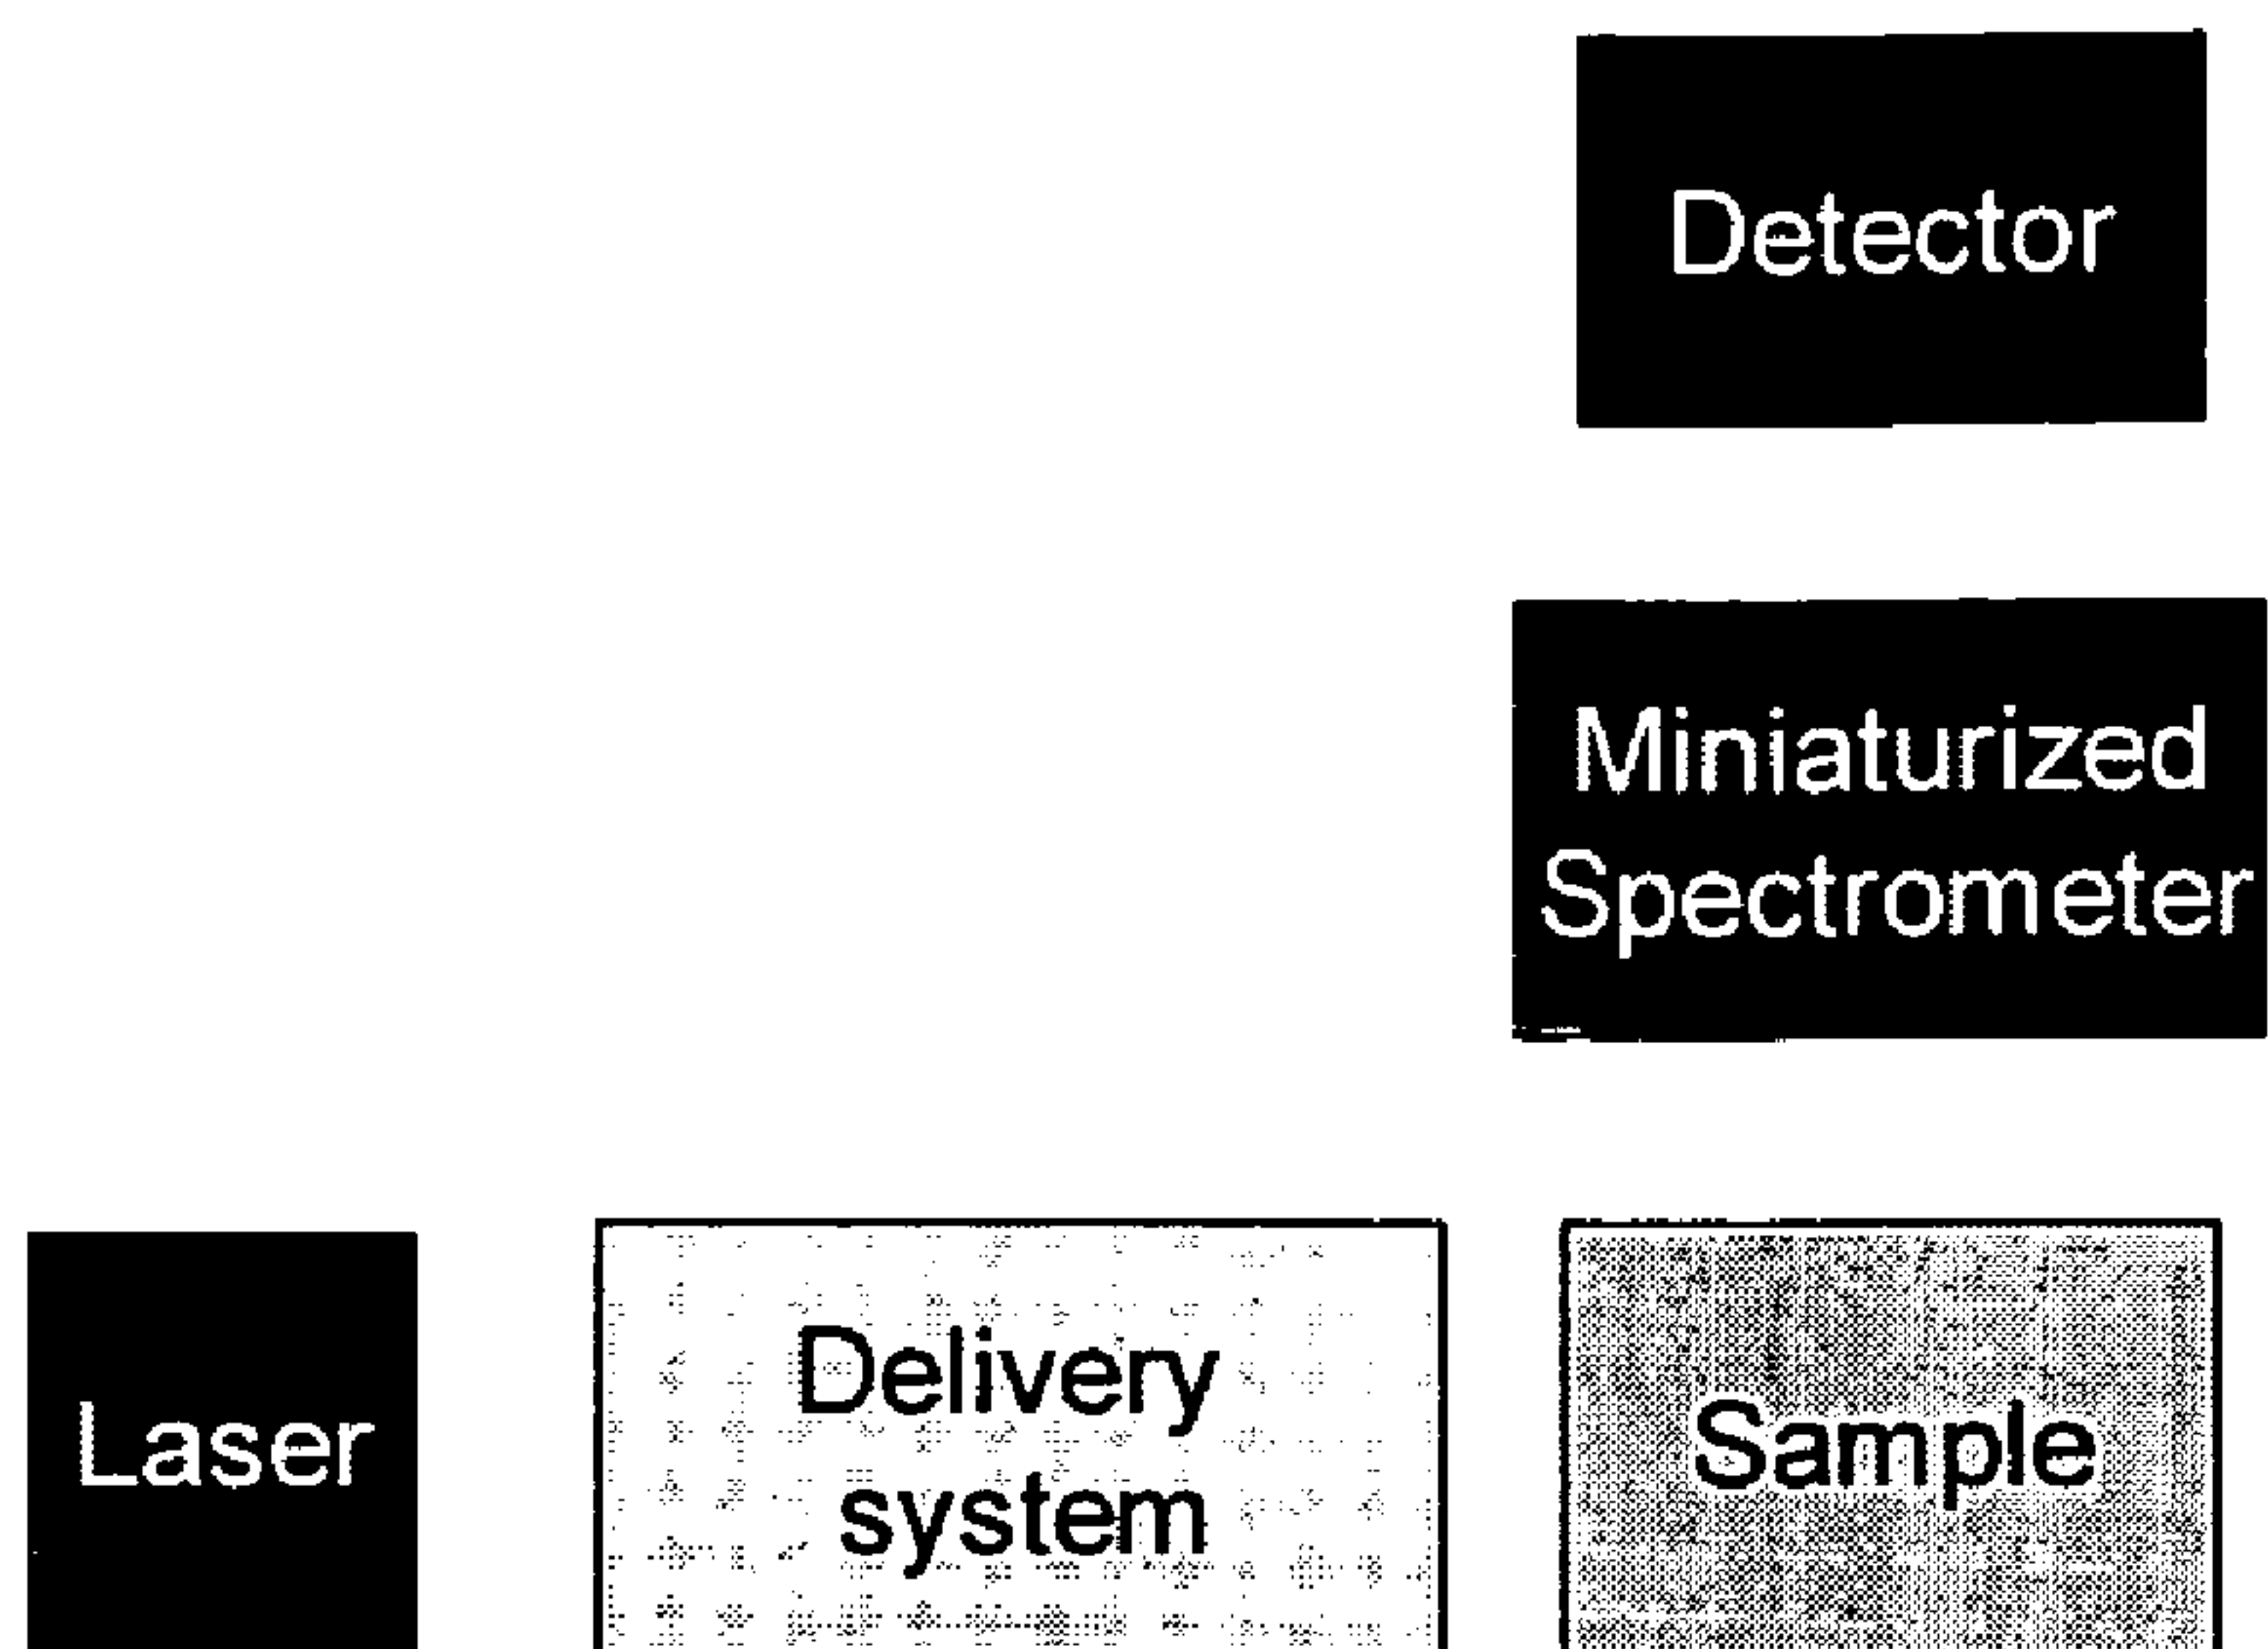 Detector
Miniaturized
Spectrometer
Laser
Delivery
system
Sample